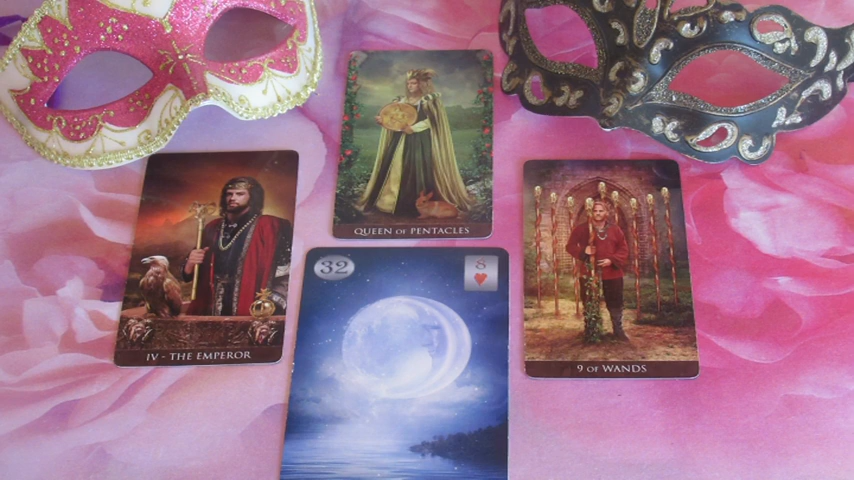 QUEEN OF PENTACLES
IV - THE EMPEROR
9 OF WANDS
32
8